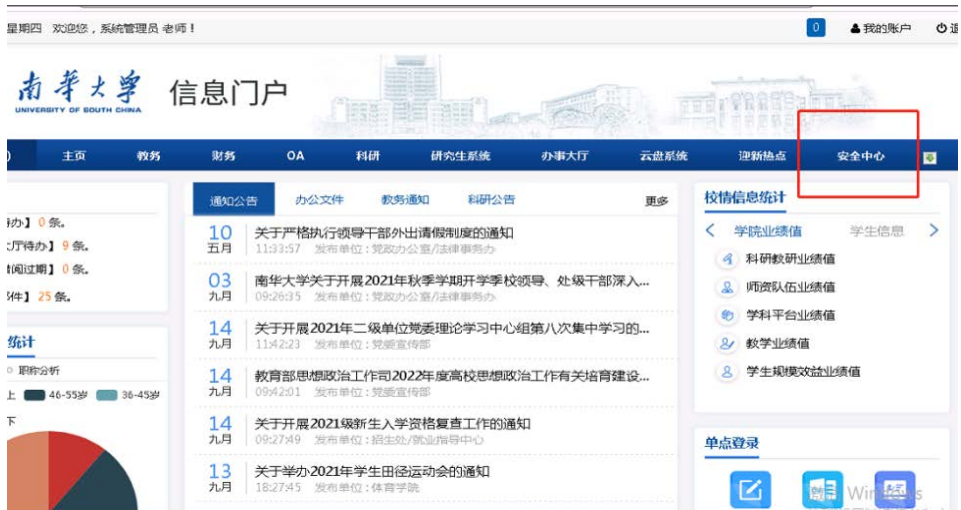 星期四 欢迎您，系统管理员 老师！ 0 我的账户
南华大学 信息门户
UNIVERSITY OF SOUTH CHINA
主页 教务 财务 OA 科研 研究生系统 办事大厅 云盘系统 迎新热点 安全中心
通知公告 办公文件 教务通知 科研公告 更多
办】0 条。
厅待办】9 条。
阅过期】0 条。
件】25 条。
统计
职称分析
上 46-55岁 36-45岁
下
10 关于严格执行领导干部外出请假制度的通知
五月 11:33:57 发布单位：党政办公室/法律事务办
03 南华大学关于开展2021年秋季学期开学季校领导、处级干部深入...
九月 09:26:35 发布单位：党政办公室/法律事务办
14 关于开展2021年二级单位党委理论学习中心组第八次集中学习的...
九月 11:42:23 发布单位：党委宣传部
14 教育部思想政治工作司2022年度高校思想政治工作有关培育建设...
九月 09:42:01 发布单位：党委宣传部
14 关于开展2021级新生入学资格复查工作的通知
九月 09:27:49 发布单位：招生处/就业指导中心
13 关于举办2021年学生田径运动会的通知
九月 18:27:45 发布单位：体育学院
校情信息统计
学院业绩值 学生信息
科研教研业绩值
师资队伍业绩值
学科平台业绩值
教学业绩值
学生规模效益业绩值
单点登录
激活 Windows